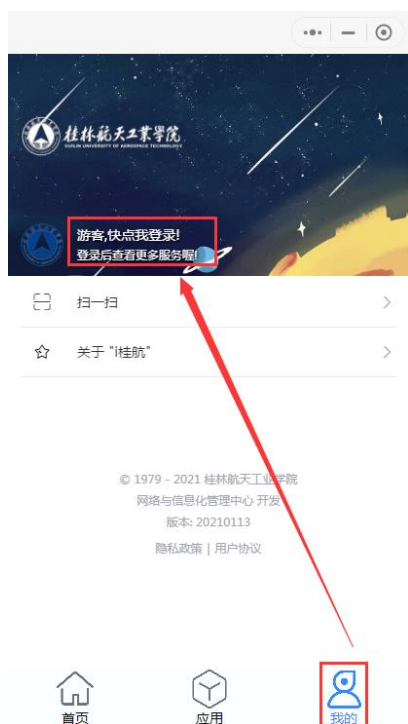 桂林航天工业学院
GUILIN UNIVERSITY OF AEROSPACE TECHNOLOGY
游客,快点我登录!
登录后查看更多服务喔!
扫一扫
关于 "i桂航"
© 1979 - 2021 桂林航天工业学院
网络与信息化管理中心 开发
版本: 20210113
隐私政策 | 用户协议
首页
应用
我的